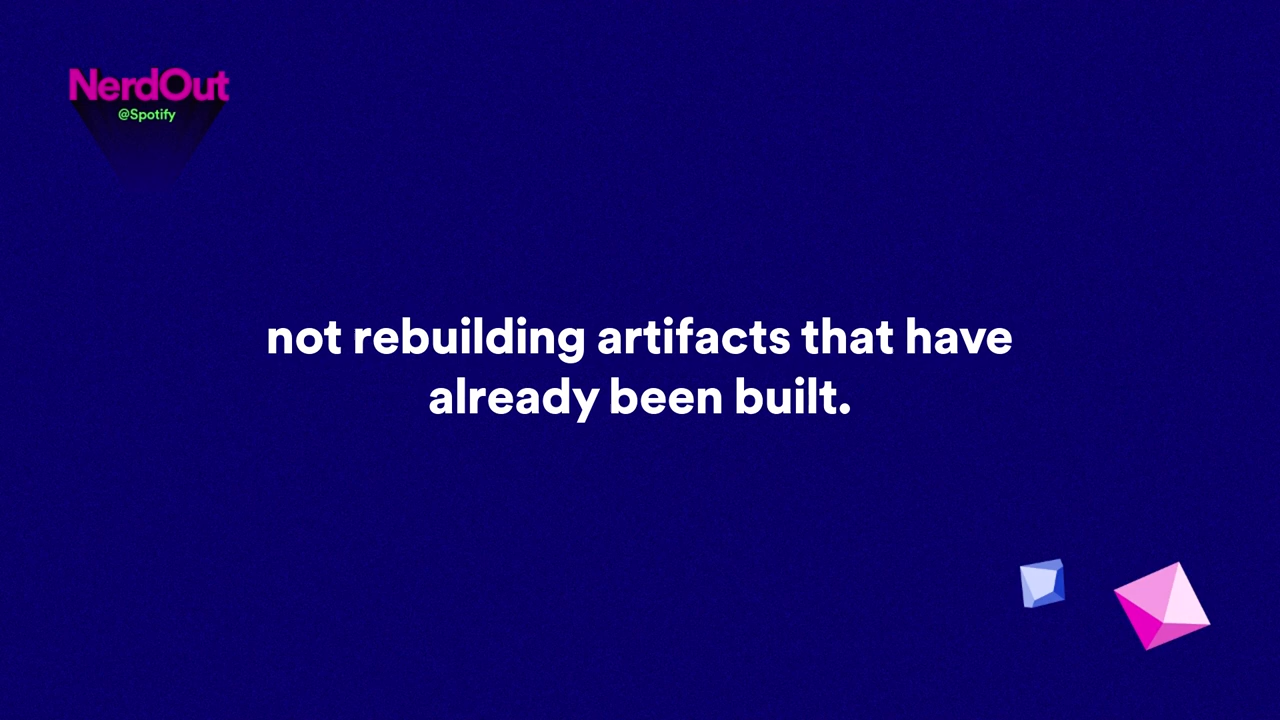 NerdOut
@Spotify
not rebuilding artifacts that have
already been built.